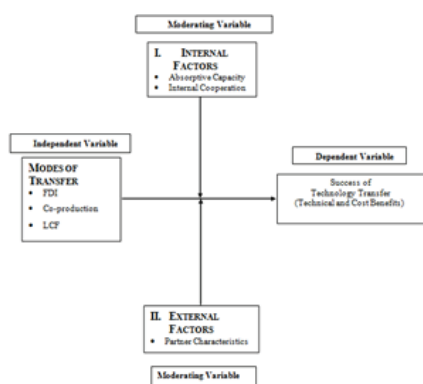 Moderating Variable
I. INTERNAL
FACTORS
• Absorptive Capacity
• Internal Cooperation
Independent Variable
MODES OF
TRANSFER
• FDI
• Co-production
• LCF
Dependent Variable
Success of
Technology Transfer
(Technical and Cost Benefits)
II. EXTERNAL
FACTORS
• Partner Characteristics
Moderating Variable